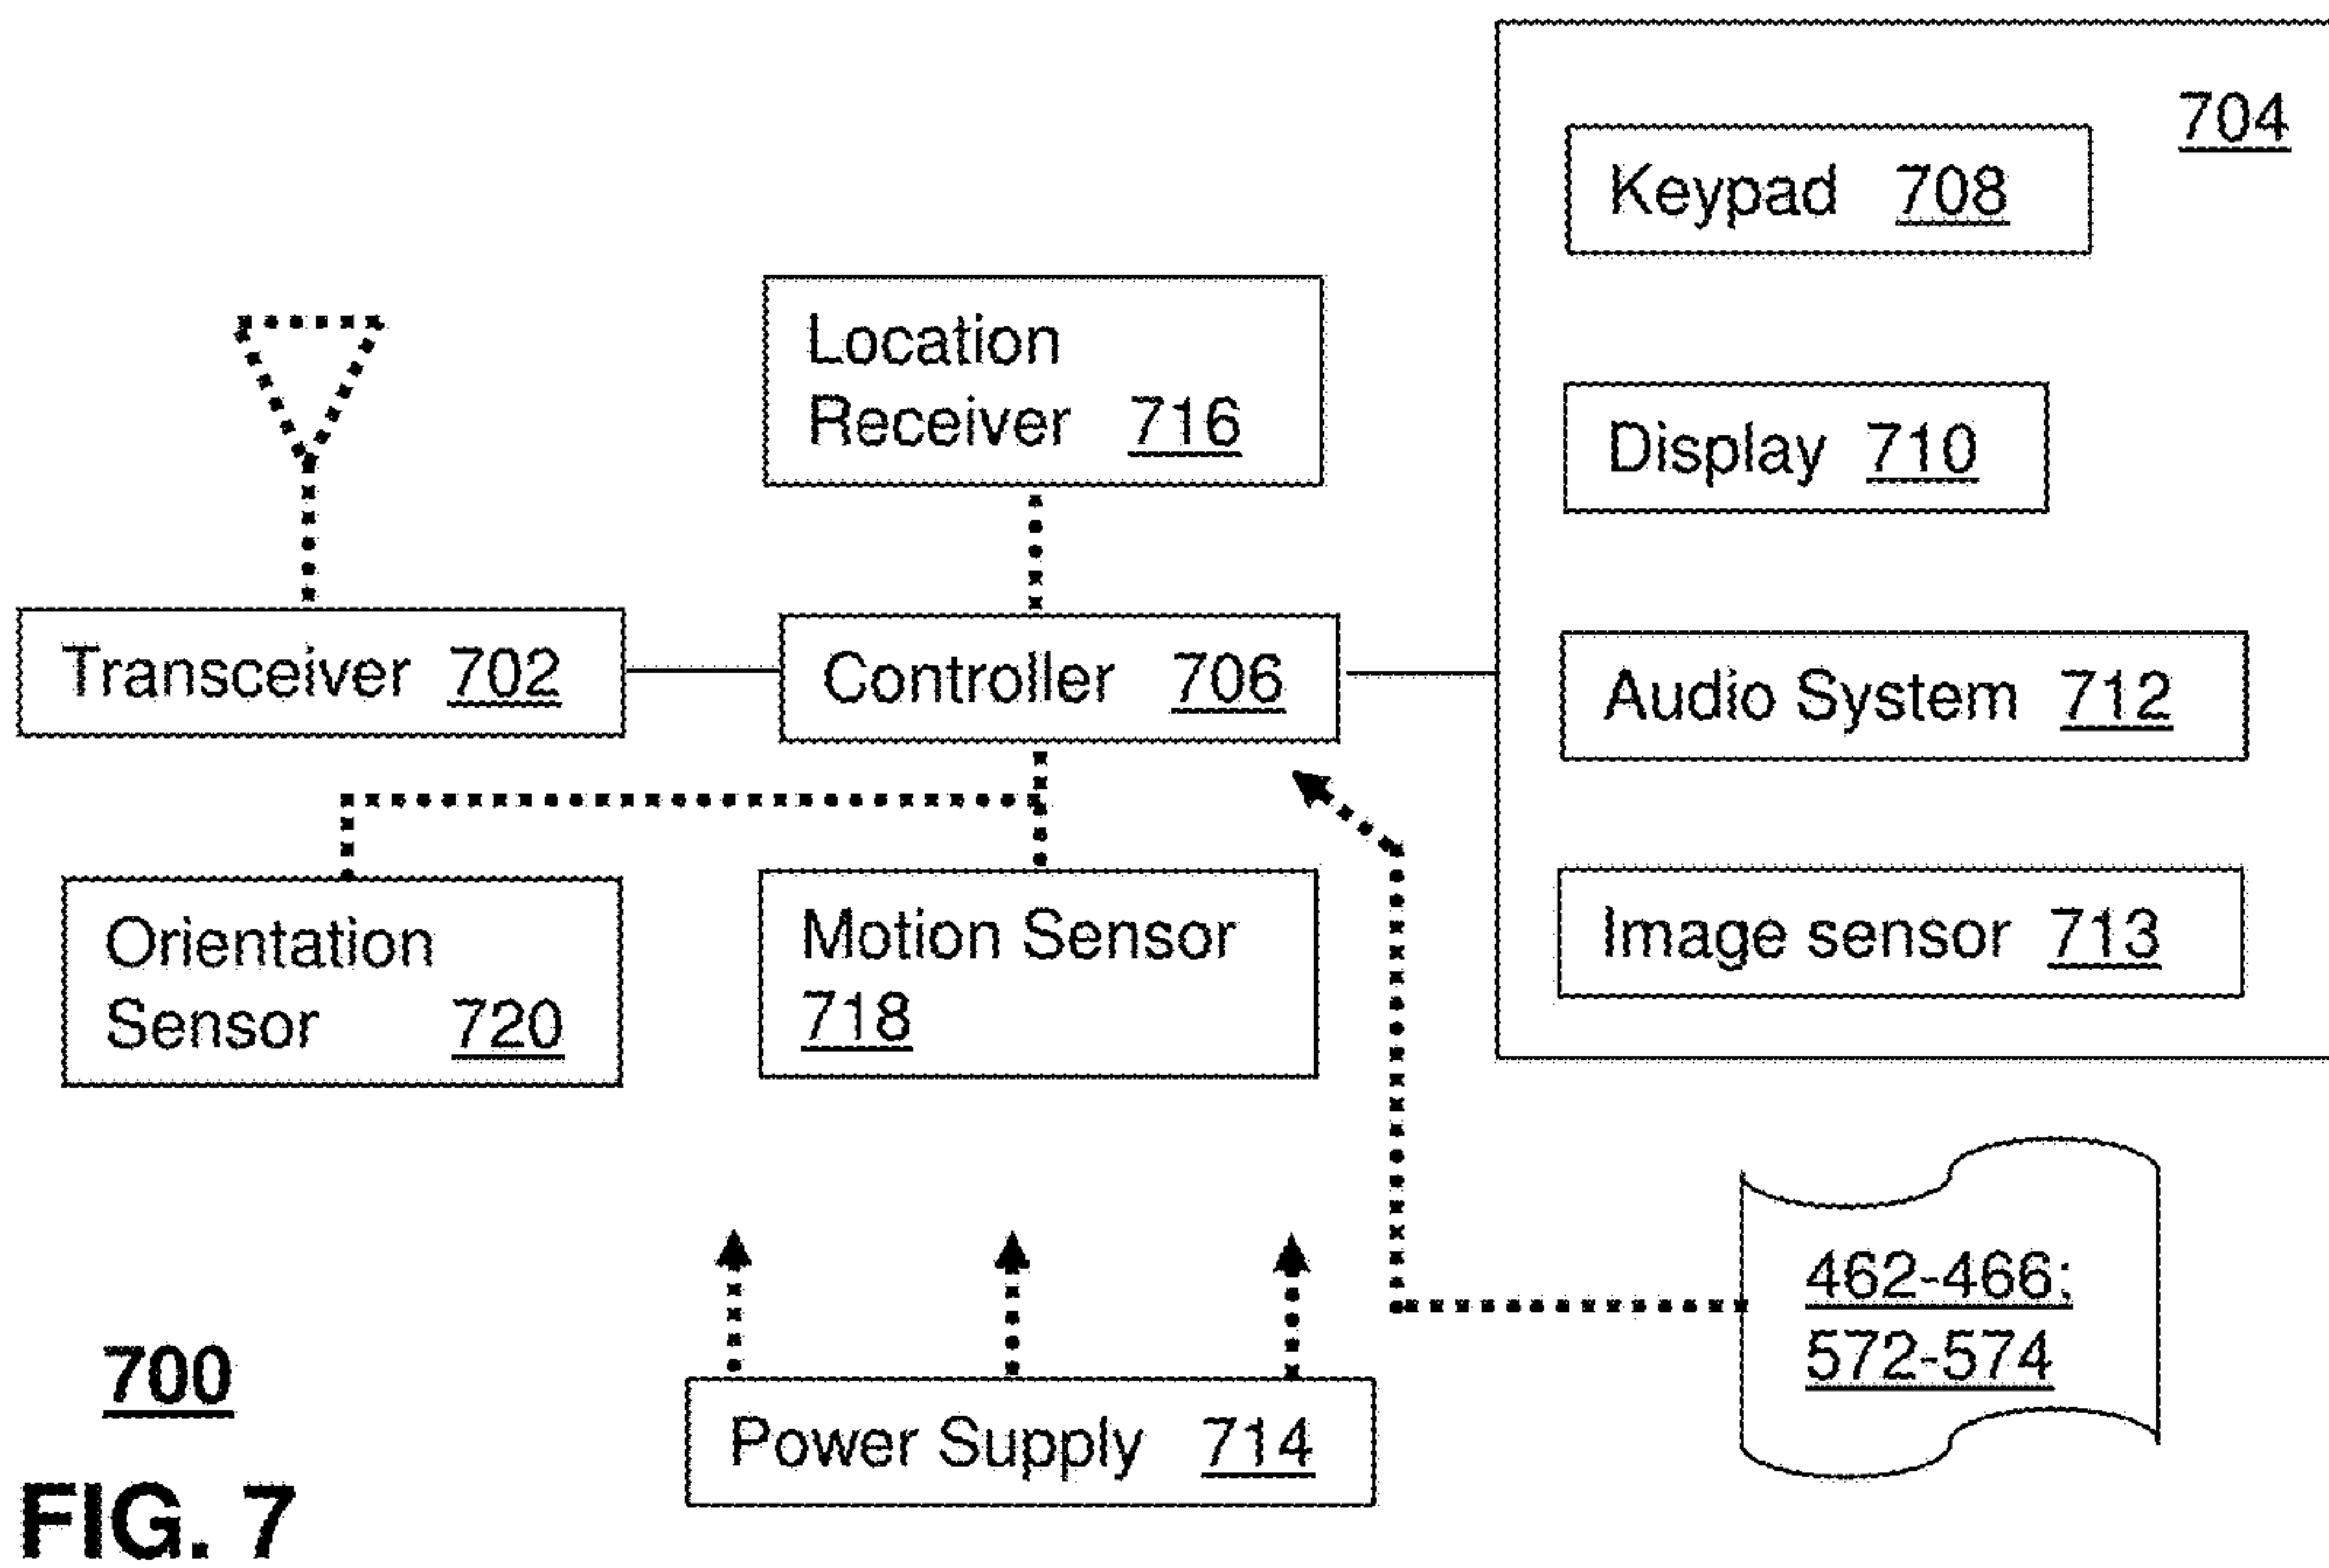 704
Keypad 708
Location
Receiver 716
Display 710
Transceiver 702
Controller 706
Audio System 712
Orientation
Sensor 720
Motion Sensor
718
Image sensor 713
462-466;
572-574
Power Supply 714
700
FIG. 7